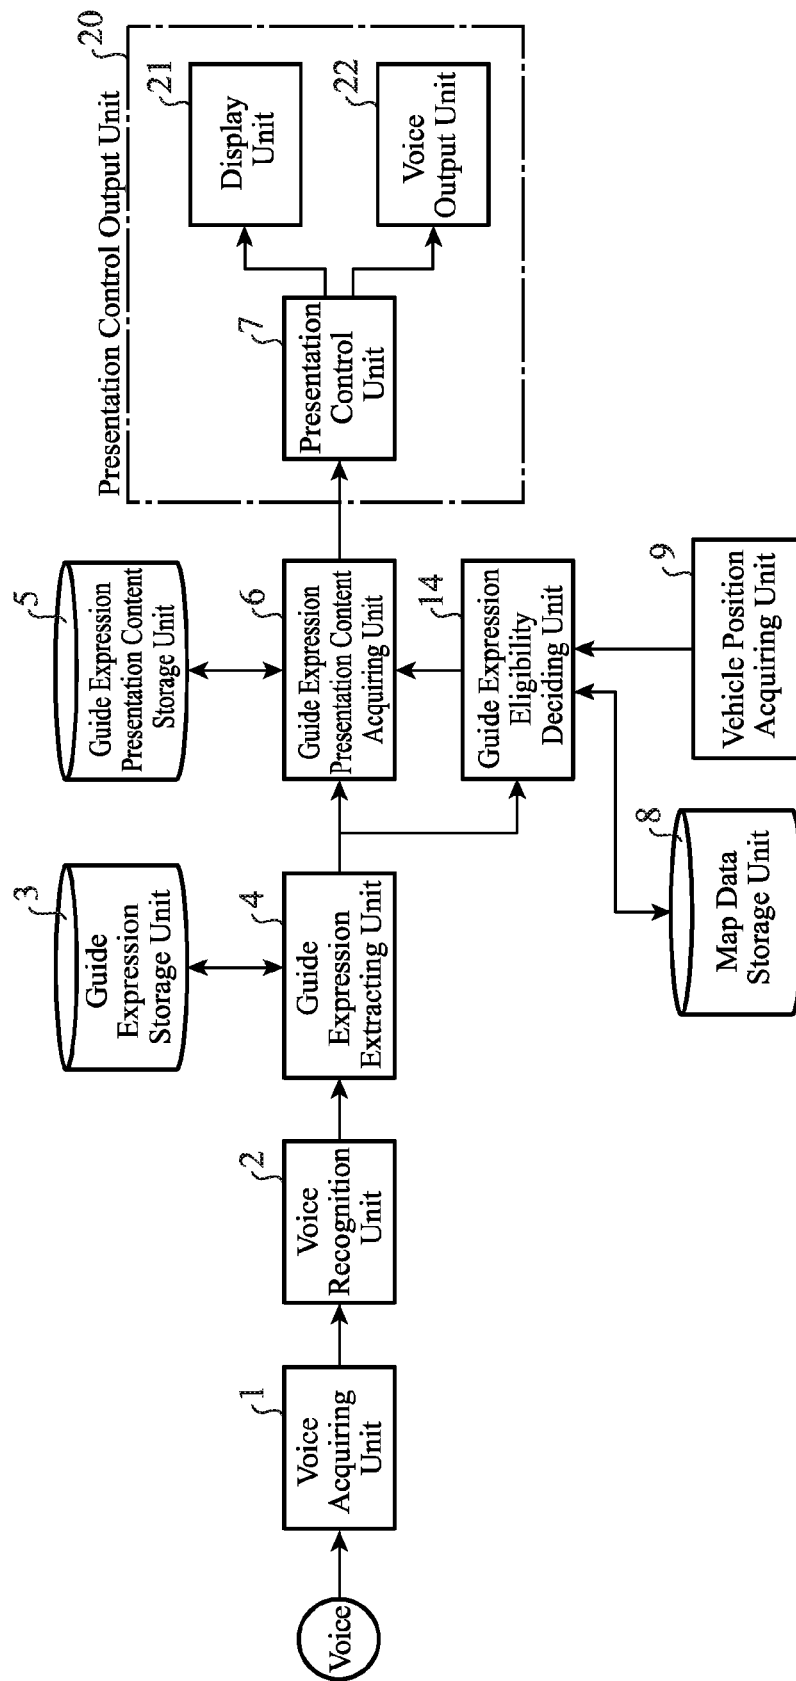 Presentation Control Output Unit
20
21
Display
Unit
22
Voice
Output Unit
7
Presentation
Control
Unit
5
Guide Expression
Presentation Content
Storage Unit
6
Guide Expression
Presentation Content
Acquiring Unit
14
Guide Expression
Eligibility
Deciding Unit
9
Vehicle Position
Acquiring Unit
3
Guide
Expression
Storage Unit
4
Guide
Expression
Extracting Unit
8
Map Data
Storage Unit
2
Voice
Recognition
Unit
1
Voice
Acquiring
Unit
Voice